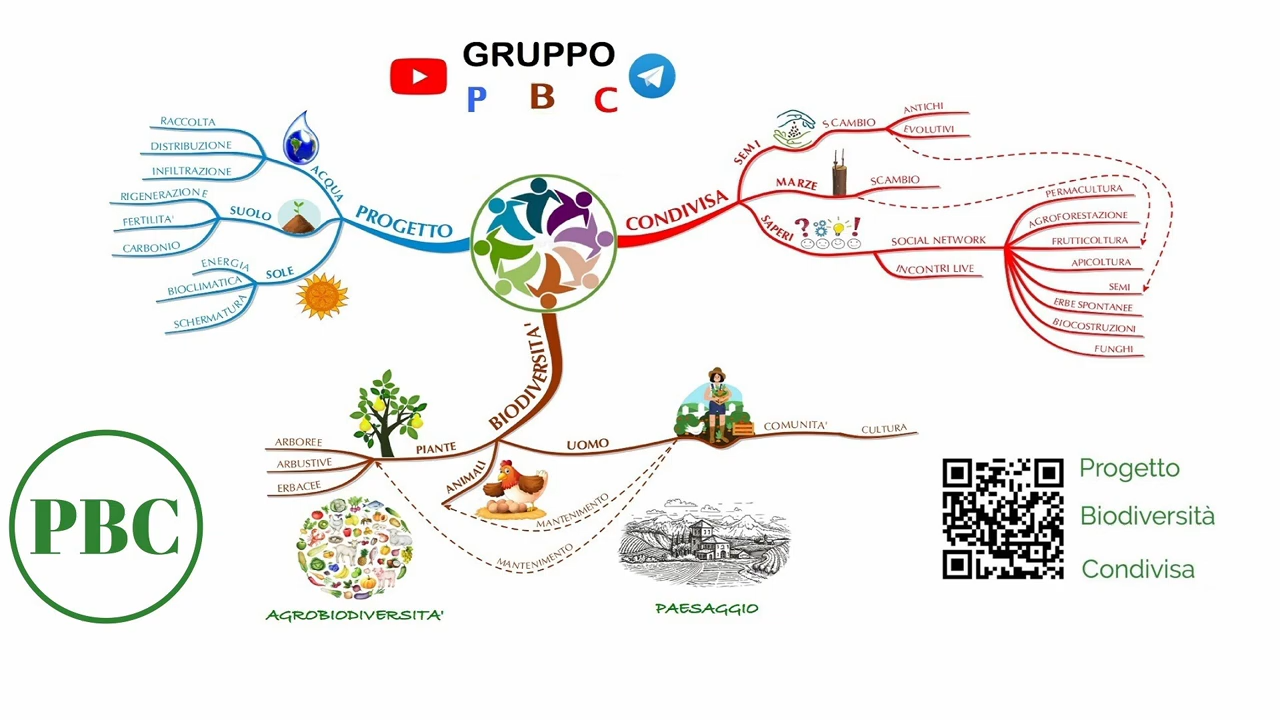 GRUPPO
P B C
PROGETTO
ACQUA
RACCOLTA
DISTRIBUZIONE
INFILTRAZIONE
SUOLO
RIGENERAZIONE
FERTILITA'
CARBONIO
SOLE
ENERGIA
BIOCLIMATICA
SCHERMATURA
CONDIVISA
SEMI
SCAMBIO
ANTICHI
EVOLUTIVI
MARZE
SCAMBIO
SAPERI
SOCIAL NETWORK
INCONTRI LIVE
PERMACULTURA
AGROFORESTAZIONE
FRUTTICOLTURA
APICOLTURA
SEMI
ERBE SPONTANEE
BIOCOSTRUZIONI
FUNGHI
BIODIVERSITA'
PIANTE
ARBOREE
ARBUSTIVE
ERBACEE
ANIMALI
UOMO
COMUNITA'
CULTURA
MANTENIMENTO
MANTENIMENTO
AGROBIODIVERSITA'
PAESAGGIO
PBC
Progetto
Biodiversità
Condivisa